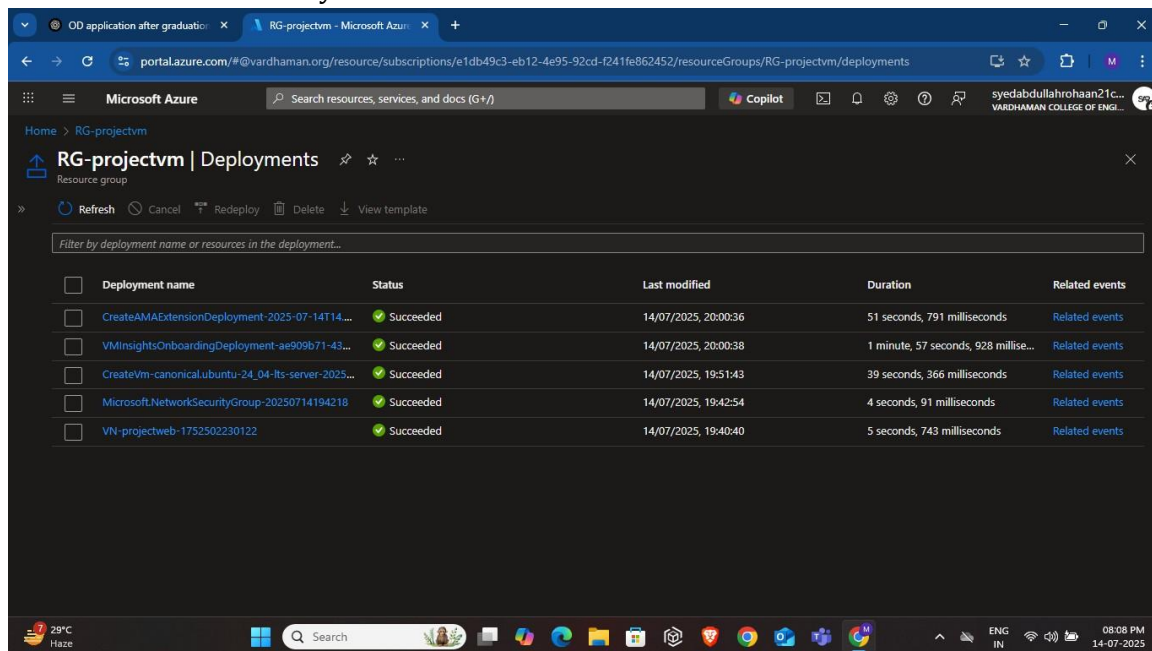 OD application after graduation
RG-projectvm - Microsoft Azure
portal.azure.com/#@vardhaman.org/resource/subscriptions/e1db49c3-eb12-4e95-92cd-f241fe862452/resourceGroups/RG-projectvm/deployments
M
Microsoft Azure
Search resources, services, and docs (G+/)
Copilot
syedabdullahrohaan21c...
VARDHAMAN COLLEGE OF ENGI...
Home > RG-projectvm
RG-projectvm | Deployments
Resource group
Refresh Cancel Redeploy Delete View template
Filter by deployment name or resources in the deployment...
Deployment name Status Last modified Duration Related events
CreateAMAExtensionDeployment-2025-07-14T14.... Succeeded 14/07/2025, 20:00:36 51 seconds, 791 milliseconds Related events
VMInsightsOnboardingDeployment-ae909b71-43... Succeeded 14/07/2025, 20:00:38 1 minute, 57 seconds, 928 millise... Related events
CreateVm-canonical.ubuntu-24_04-lts-server-2025... Succeeded 14/07/2025, 19:51:43 39 seconds, 366 milliseconds Related events
Microsoft.NetworkSecurityGroup-20250714194218 Succeeded 14/07/2025, 19:42:54 4 seconds, 91 milliseconds Related events
VN-projectweb-1752502230122 Succeeded 14/07/2025, 19:40:40 5 seconds, 743 milliseconds Related events
7
29°C
Haze
Search
ENG
IN
08:08 PM
14-07-2025